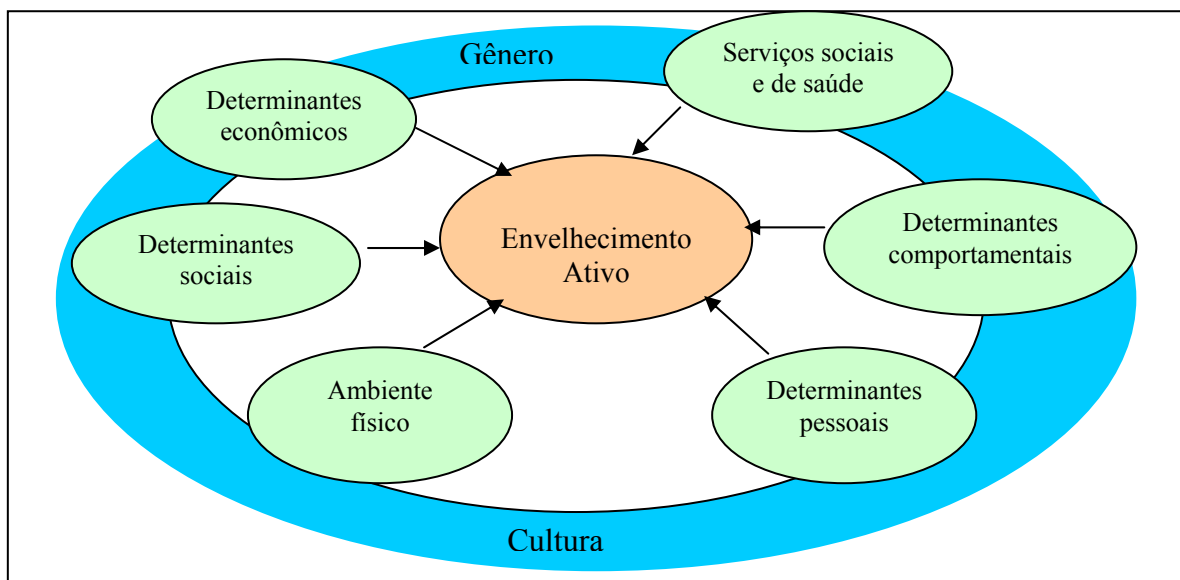 Gênero
Serviços sociais
e de saúde
Determinantes
econômicos
Determinantes
sociais
Envelhecimento
Ativo
Determinantes
comportamentais
Ambiente
físico
Determinantes
pessoais
Cultura